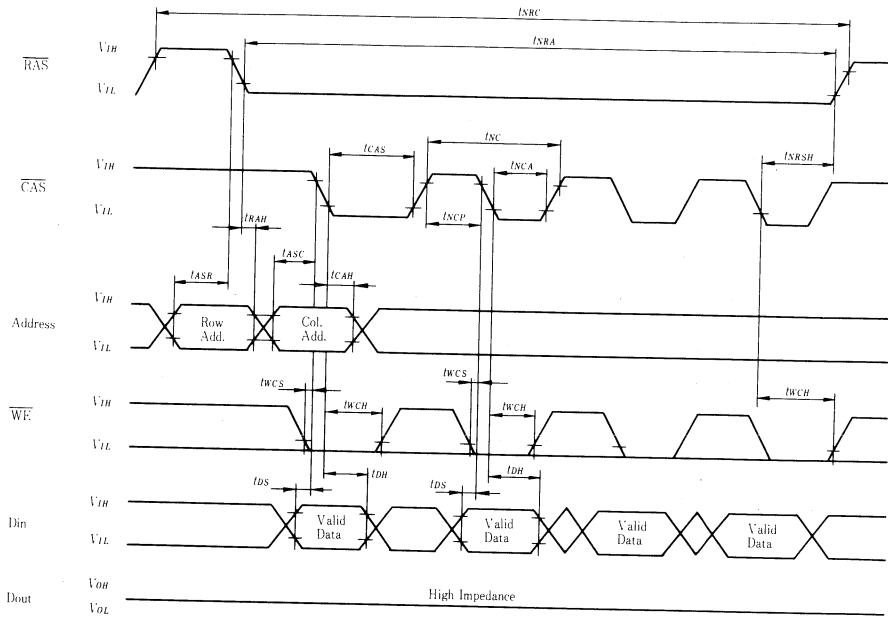 tNRC
tNRA
RAS
VIH
VIL
tCAS
tNC
tNCA
tNRSH
CAS
VIH
VIL
tRAH
tNCP
tASC
tASR
tCAH
Address
VIH
VIL
Row
Add.
Col.
Add.
tWCS
tWCS
WE
VIH
VIL
tWCH
tWCH
tWCH
tDS
tDH
tDS
tDH
Din
VIH
VIL
Valid
Data
Valid
Data
Valid
Data
Valid
Data
Dout
VOH
VOL
High Impedance